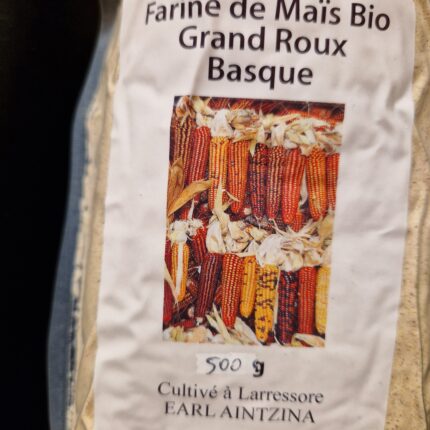 Farine de Maïs Bio
Grand Roux
Basque
500 g
Cultivé à Larressore
EARL AINTZINA